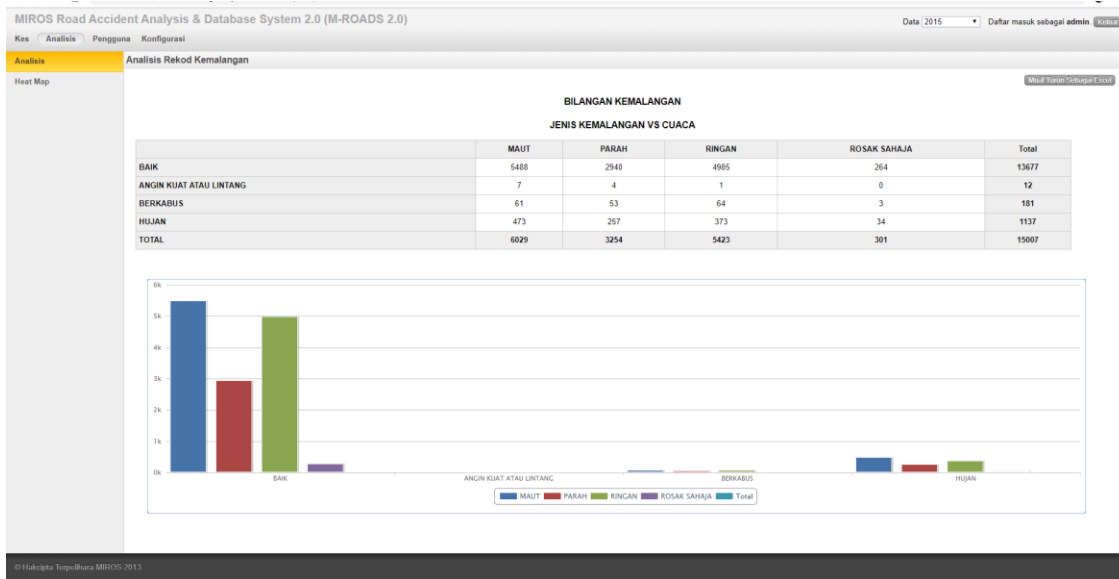 MIROS Road Accident Analysis & Database System 2.0 (M-ROADS 2.0)
Data 2015 Daftar masuk sebagai admin. Keluar
Kes Analisis Pengguna Konfigurasi
Analisis
Heat Map
Analisis Rekod Kemalangan
Muat Turun Sebagai Excel
BILANGAN KEMALANGAN
JENIS KEMALANGAN VS CUACA
MAUT PARAH RINGAN ROSAK SAHAJA Total
BAIK 5488 2940 4985 264 13677
ANGIN KUAT ATAU LINTANG 7 4 1 0 12
BERKABUS 61 53 64 3 181
HUJAN 473 257 373 34 1137
TOTAL 6029 3254 5423 301 15007
6k
5k
4k
3k
2k
1k
0k
BAIK ANGIN KUAT ATAU LINTANG BERKABUS HUJAN
MAUT PARAH RINGAN ROSAK SAHAJA Total
© Hakcipta Terpelihara MIROS 2013